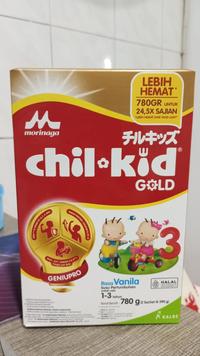 LEBIH
HEMAT*
780GR UNTUK
24,5X SAJIAN
morinaga
チルキッズ
chil·kid
GOLD
3
GENIUPRO
Rasa Vanila
Susu Pertumbuhan
1-3 Tahun
780 g
HALAL
KALBE